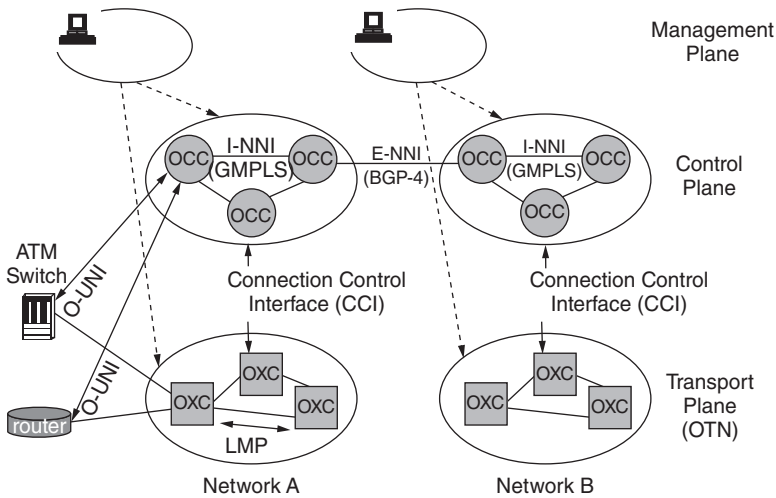 Management
Plane
I-NNI
(GMPLS)
OCC
OCC
OCC
E-NNI
(BGP-4)
I-NNI
(GMPLS)
OCC
OCC
OCC
Control
Plane
ATM
Switch
O-UNI
O-UNI
router
Connection Control
Interface (CCI)
Connection Control
Interface (CCI)
OXC
OXC
OXC
LMP
OXC
OXC
OXC
Transport
Plane
(OTN)
Network A
Network B